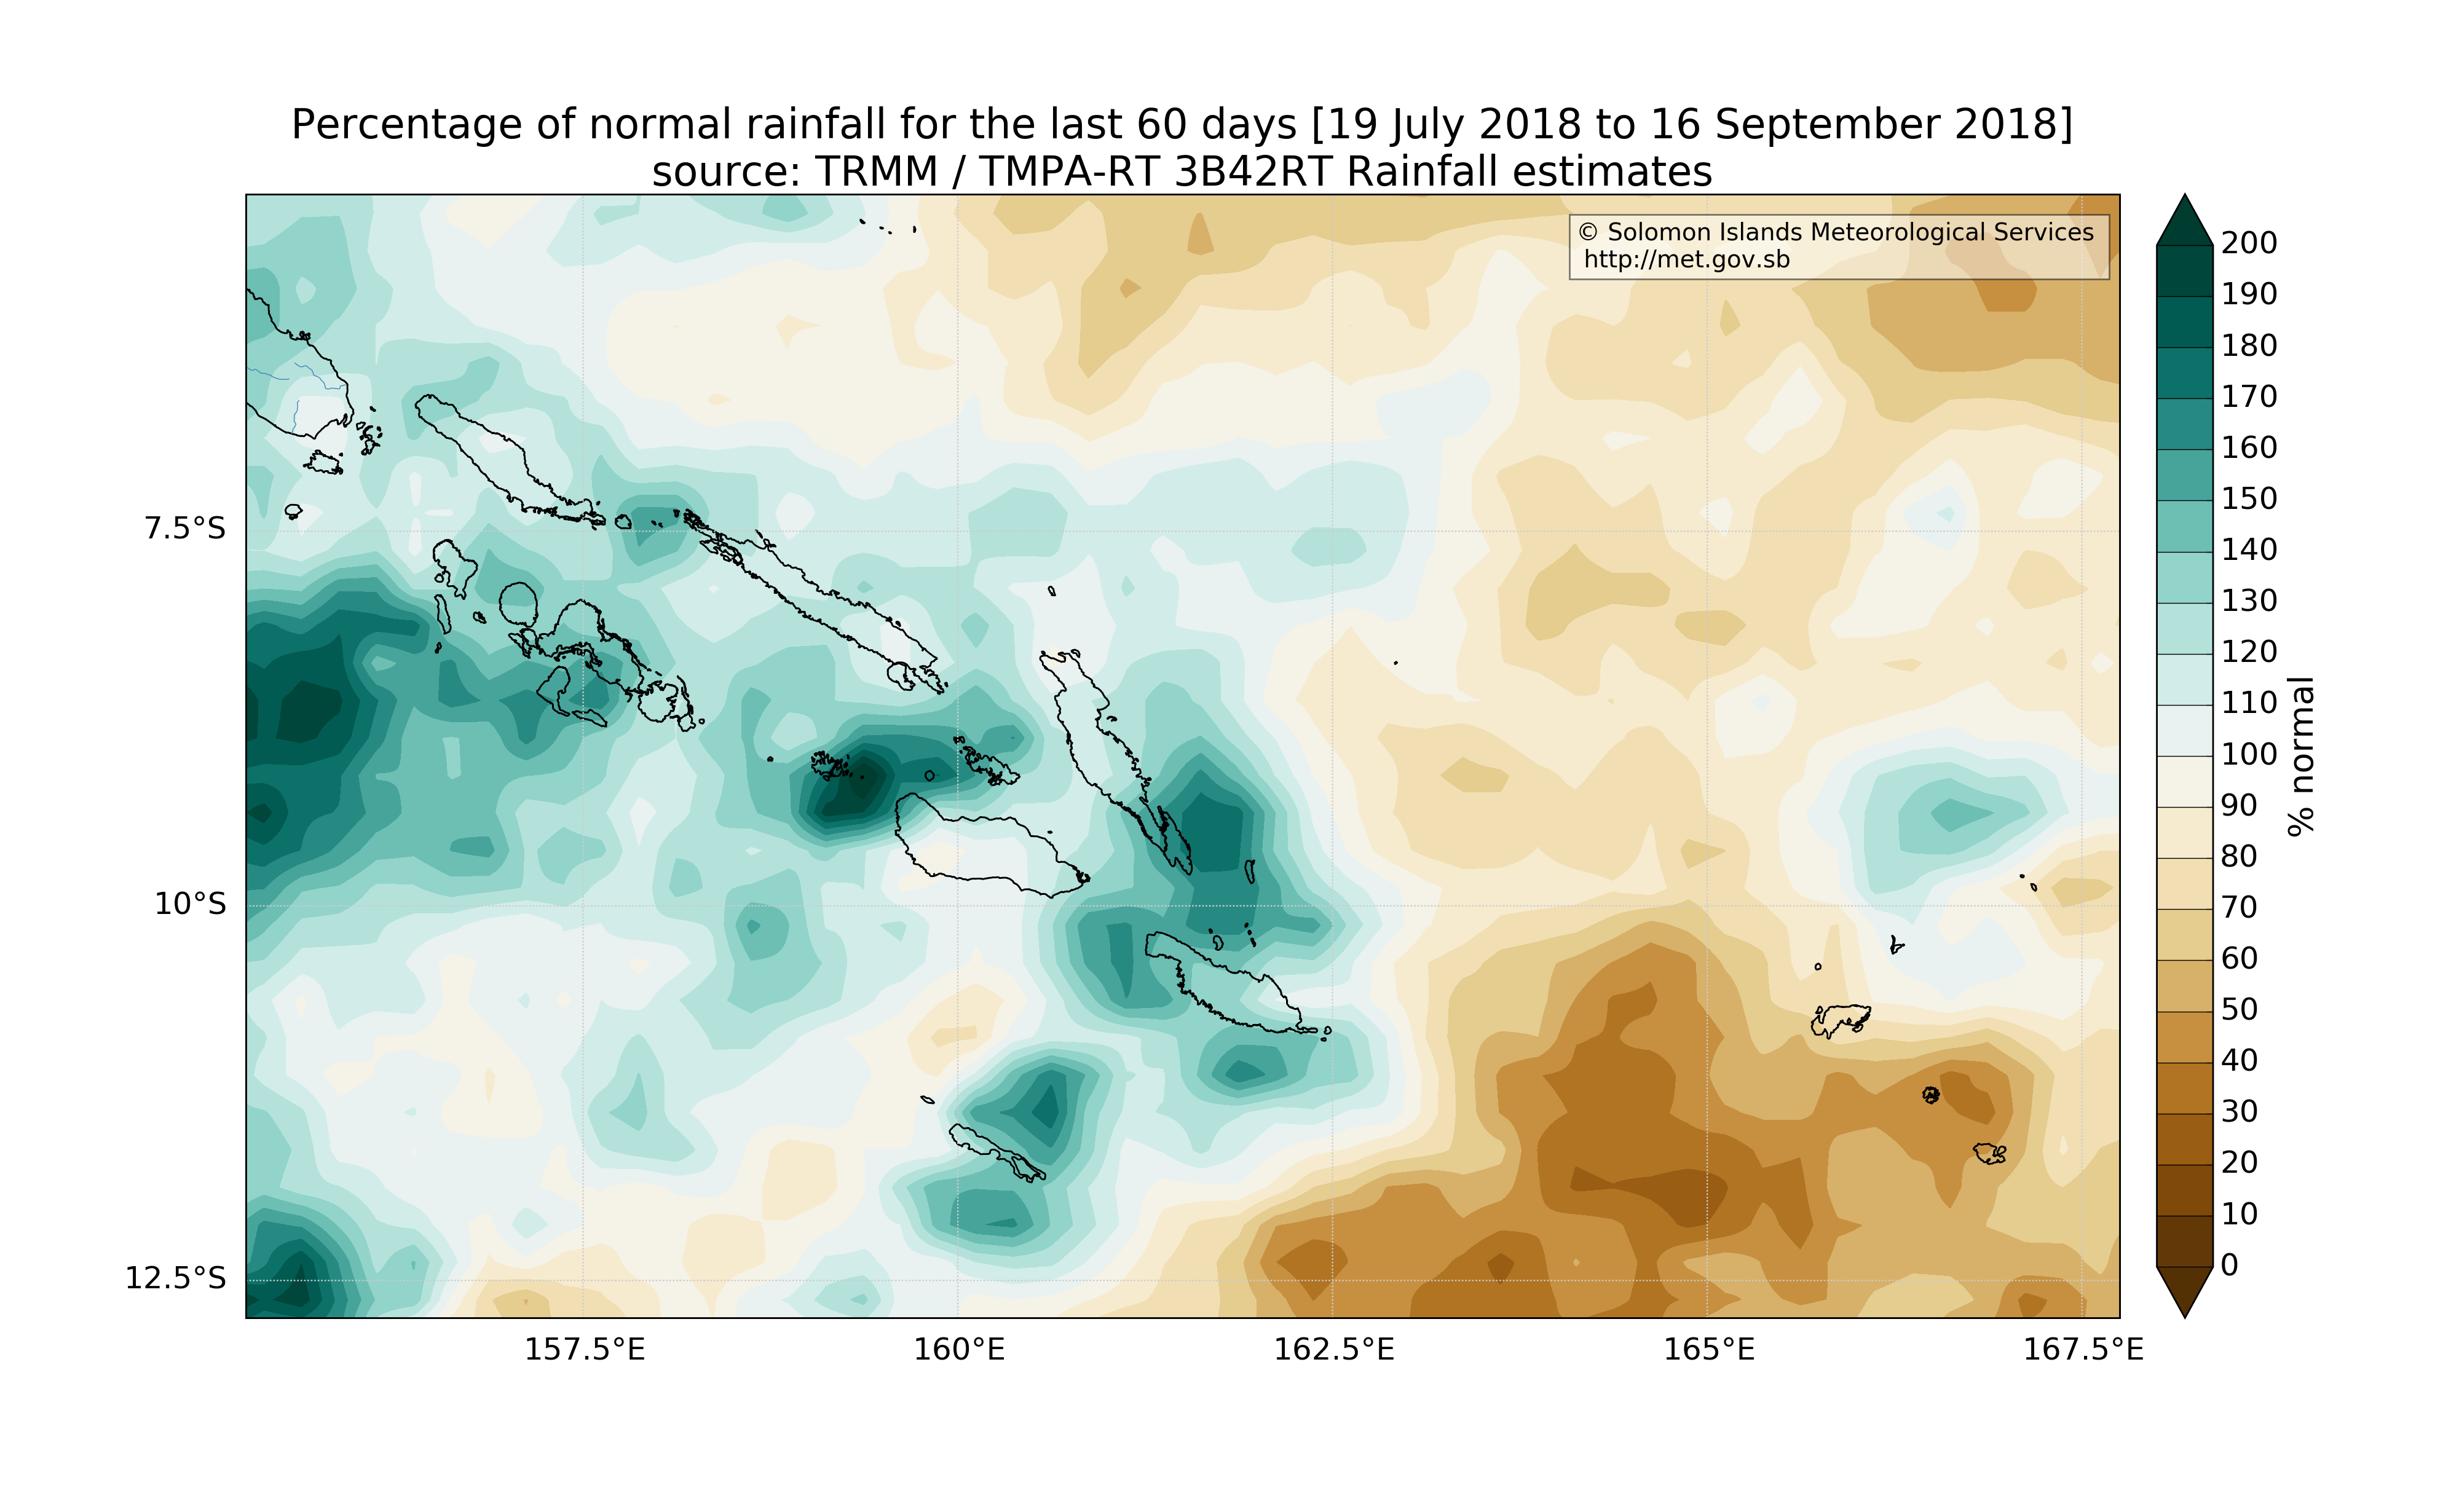 Percentage of normal rainfall for the last 60 days [19 July 2018 to 16 September 2018]
source: TRMM / TMPA-RT 3B42RT Rainfall estimates
© Solomon Islands Meteorological Services
http://met.gov.sb
7.5°S
10°S
12.5°S
157.5°E
160°E
162.5°E
165°E
167.5°E
200
190
180
170
160
150
140
130
120
110
100
90
80
70
60
50
40
30
20
10
0
% normal